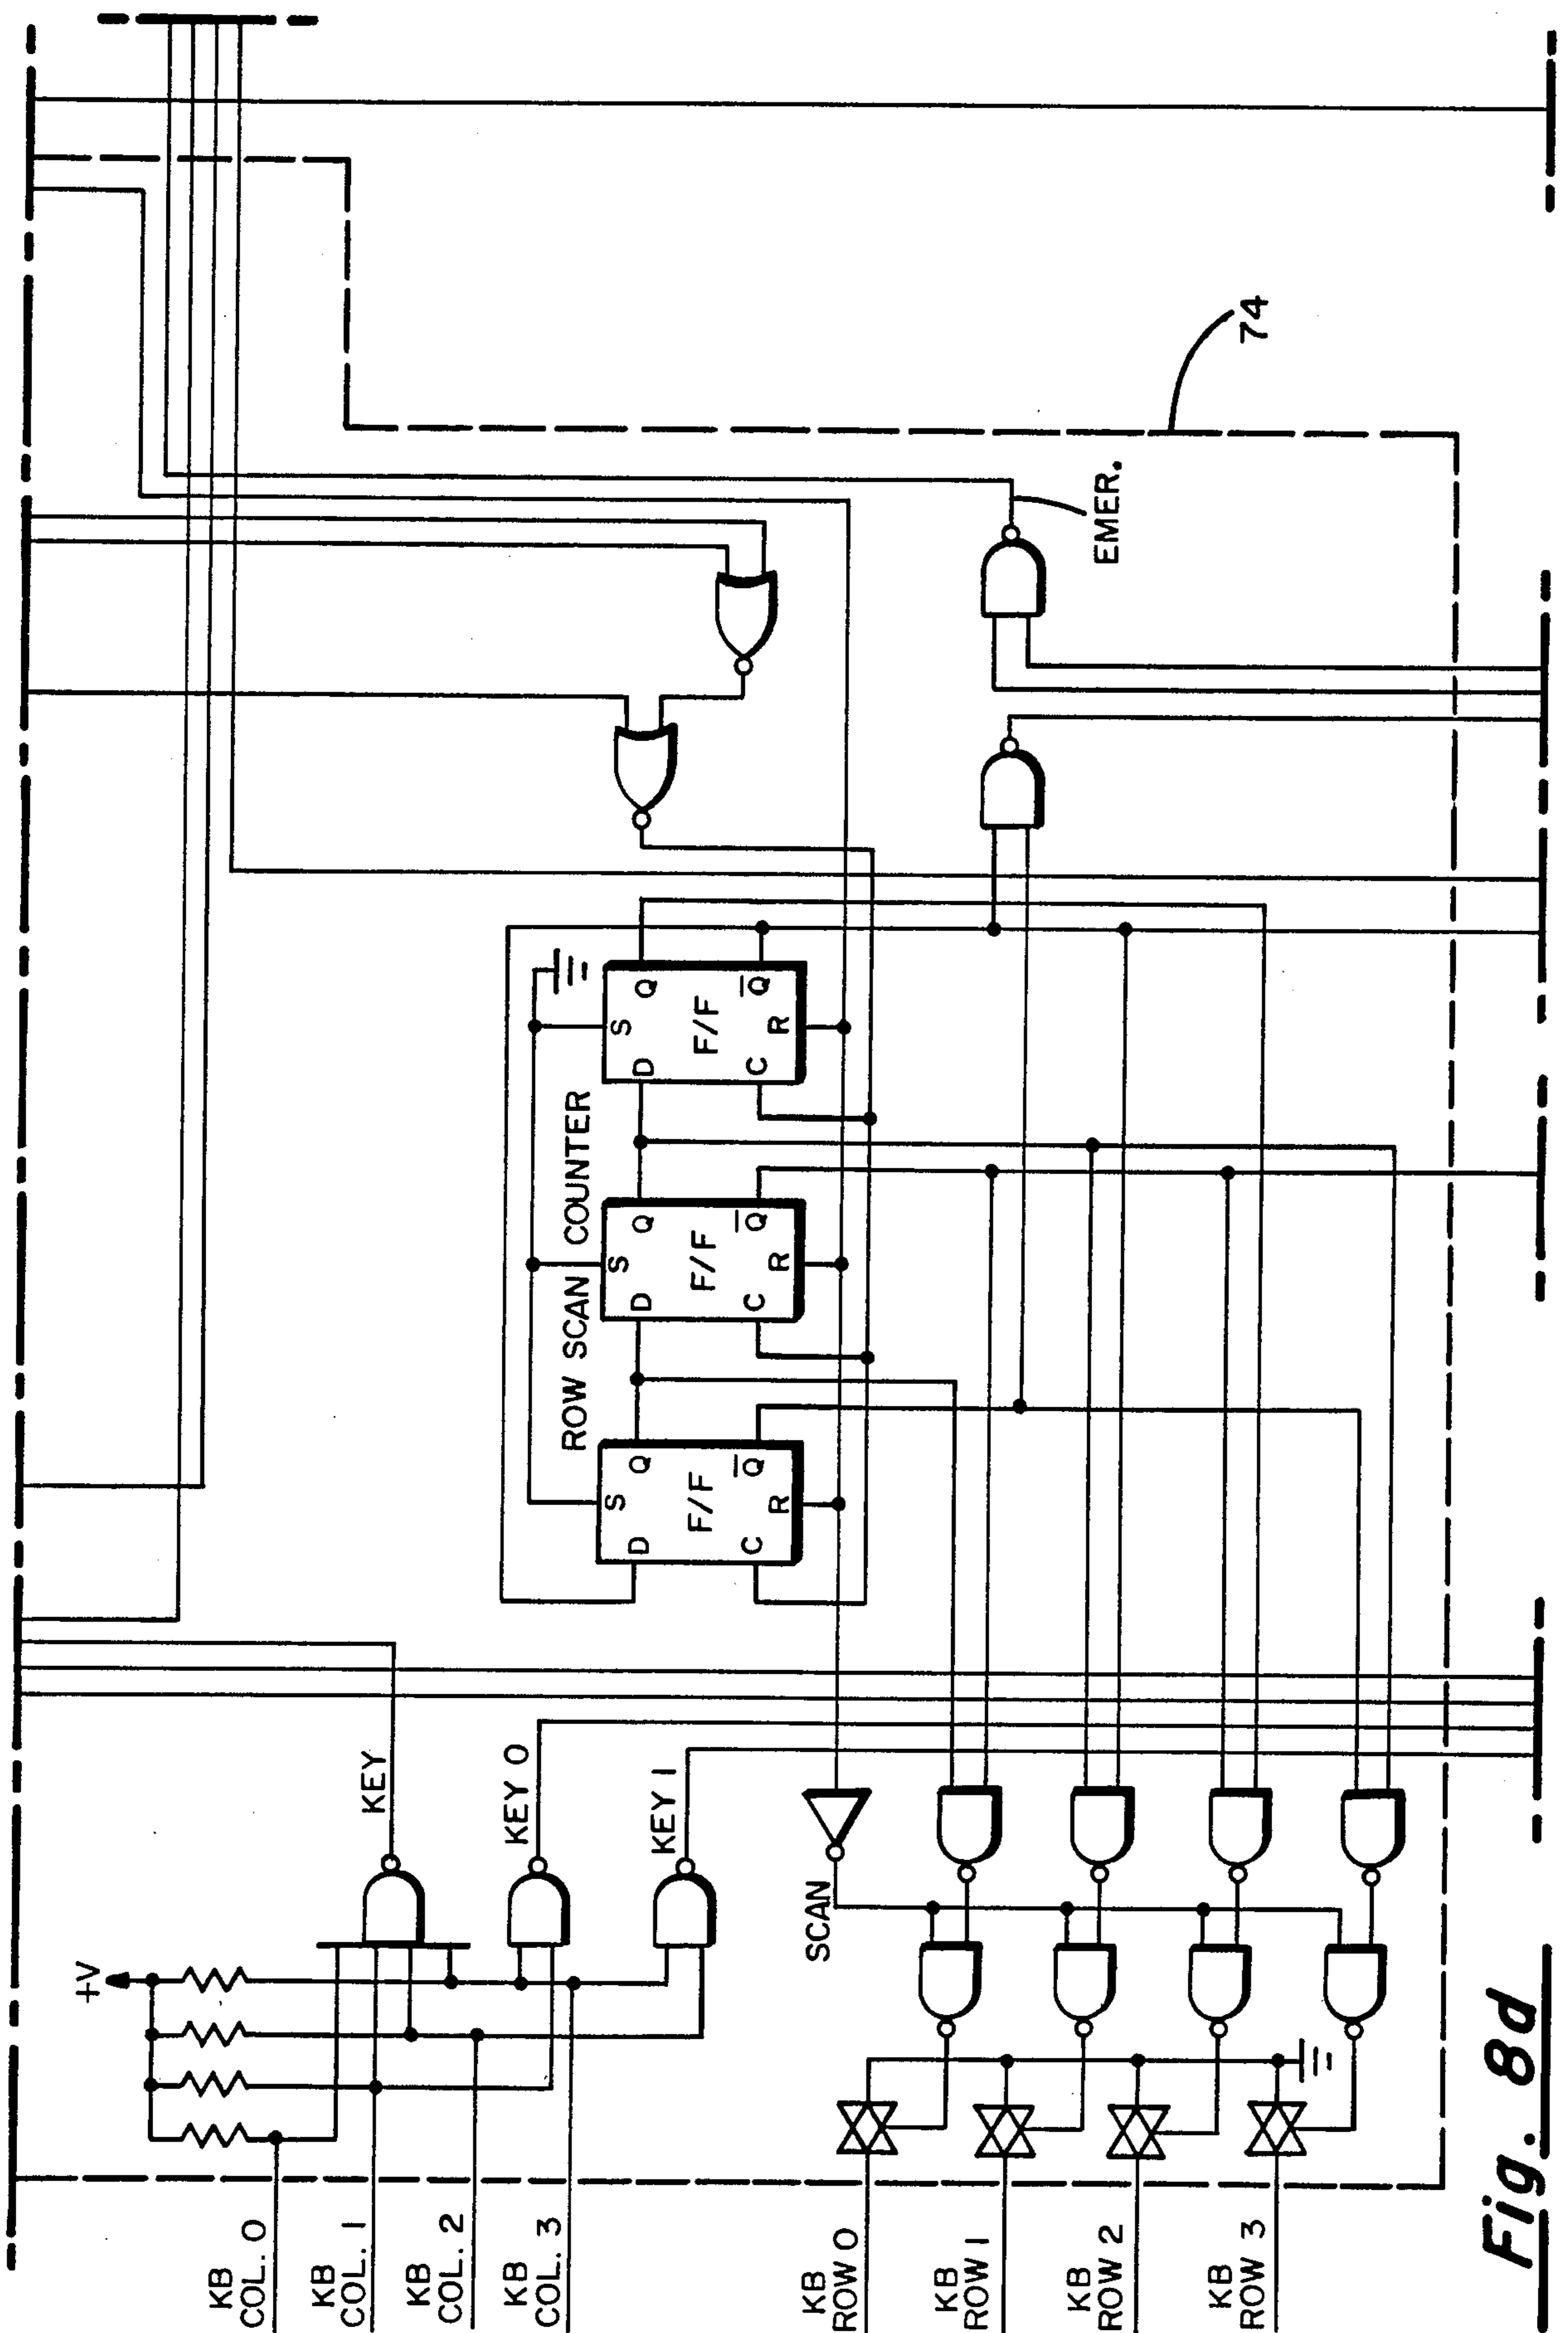 +V
KEY
KEY 0
KEY 1
KB
COL. 0
KB
COL. 1
KB
COL. 2
KB
COL. 3
ROW SCAN COUNTER
S
D
Q
F/F
C
Q̅
R
S
D
Q
F/F
C
Q̅
R
S
D
Q
F/F
C
Q̅
R
SCAN
KB
ROW 0
KB
ROW 1
KB
ROW 2
KB
ROW 3
EMER.
74
Fig. 8d